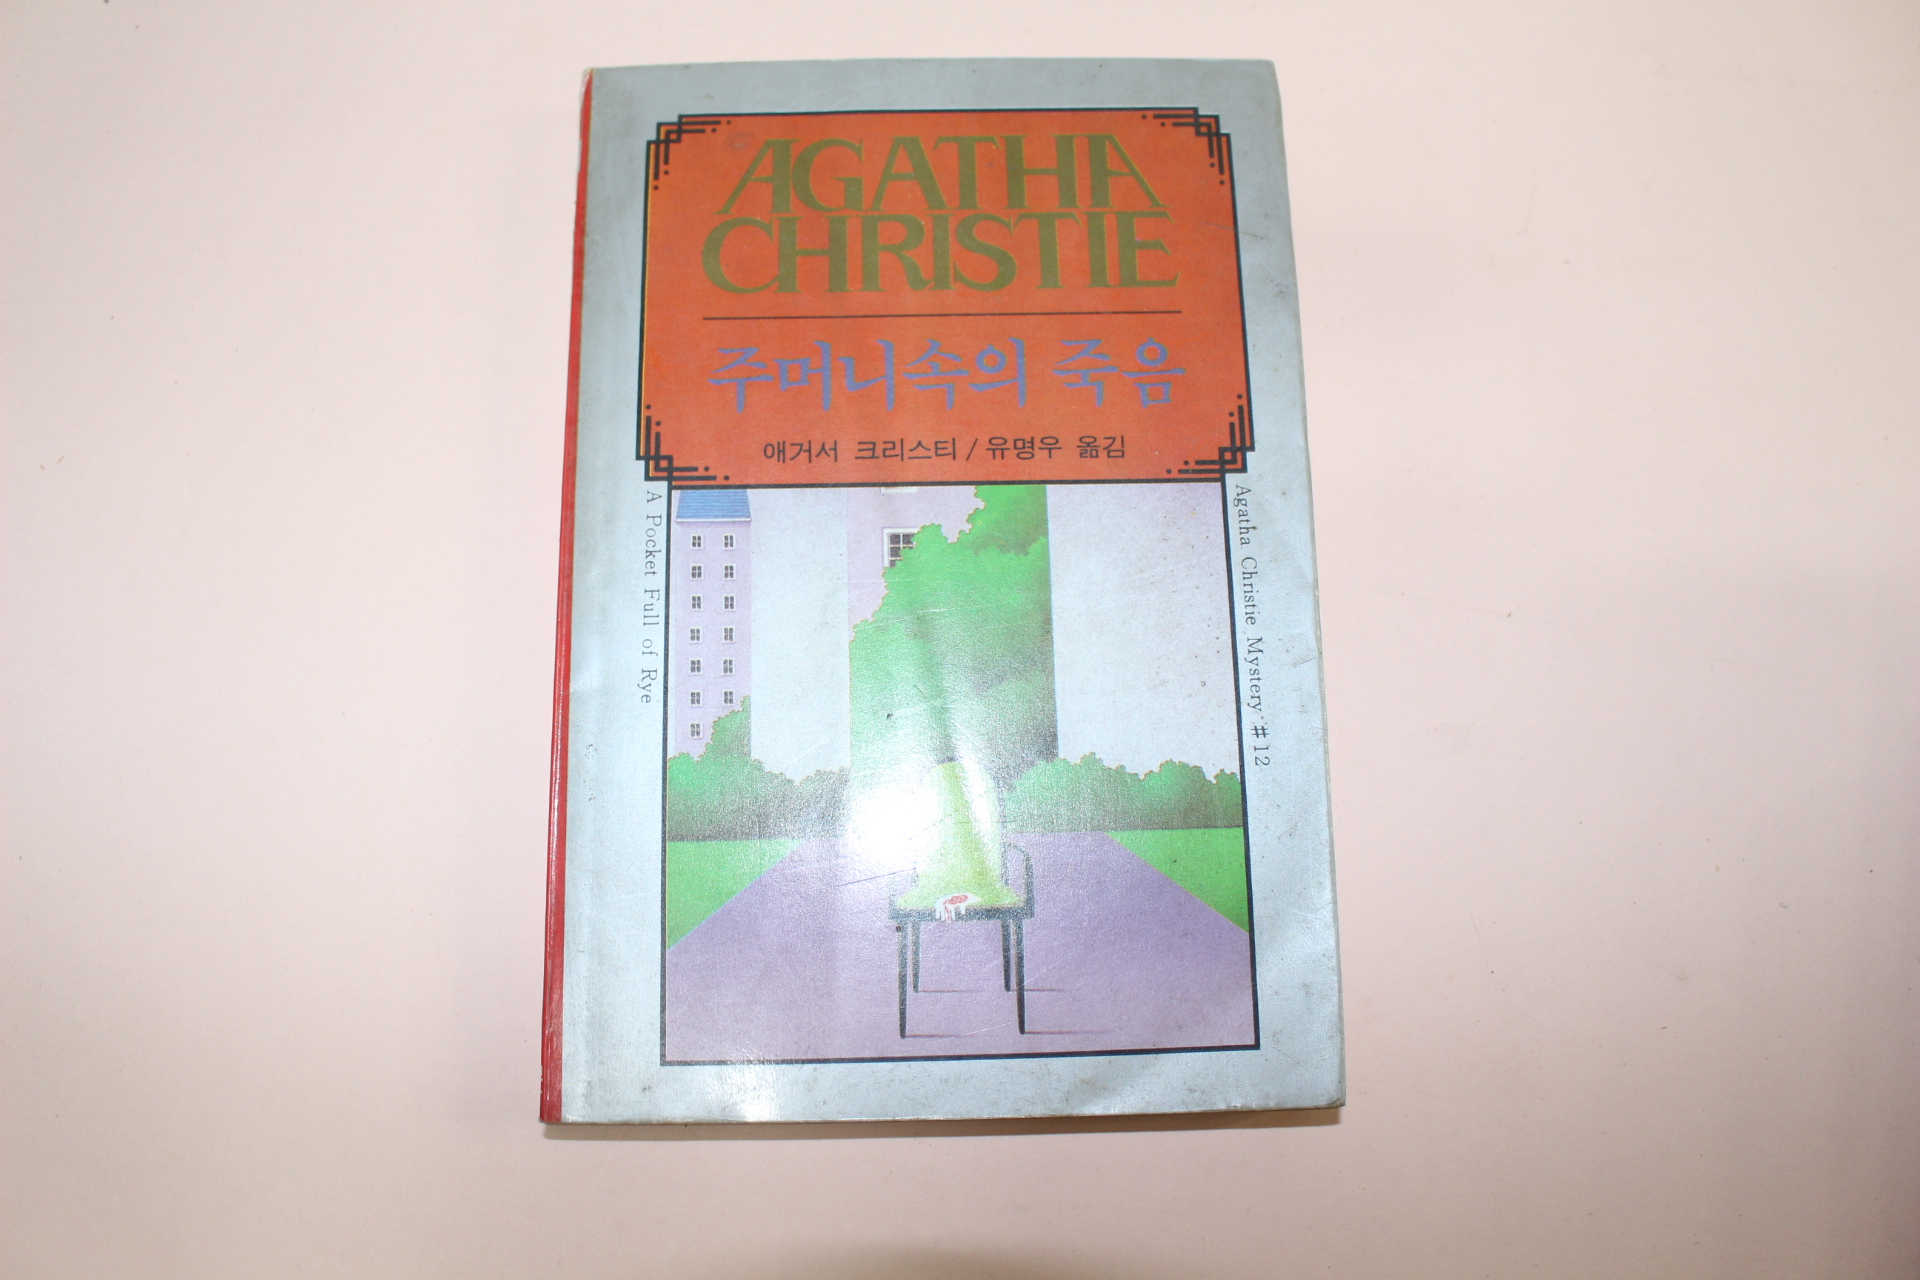 AGATHA
CHRISTIE
주머니속의 죽음
애거서 크리스티/유명우 옮김
A Pocket Full of Rye
Agatha Christie Mystery #12